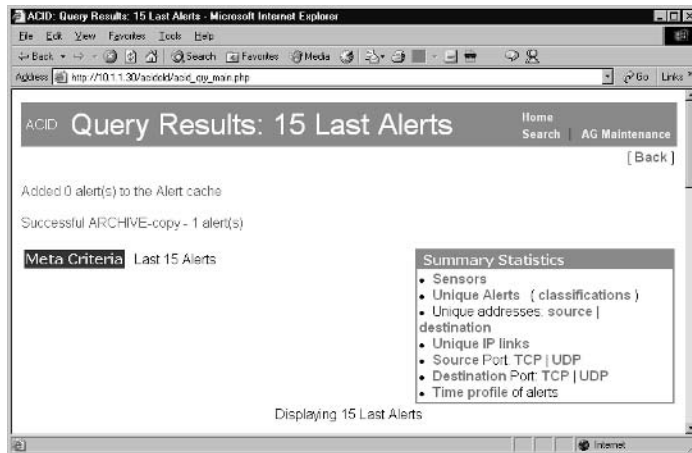 ACID: Query Results: 15 Last Alerts - Microsoft Internet Explorer
File Edit View Favorites Tools Help
Back Search Favorites Media
Address http://10.1.1.30/acidold/acid_qry_main.php Go Links »
ACID Query Results: 15 Last Alerts
Home
Search | AG Maintenance
[ Back ]
Added 0 alert(s) to the Alert cache
Successful ARCHIVE-copy - 1 alert(s)
Meta Criteria Last 15 Alerts
Summary Statistics
• Sensors
• Unique Alerts ( classifications )
• Unique addresses: source |
destination
• Unique IP links
• Source Port: TCP | UDP
• Destination Port: TCP | UDP
• Time profile of alerts
Displaying 15 Last Alerts
Internet